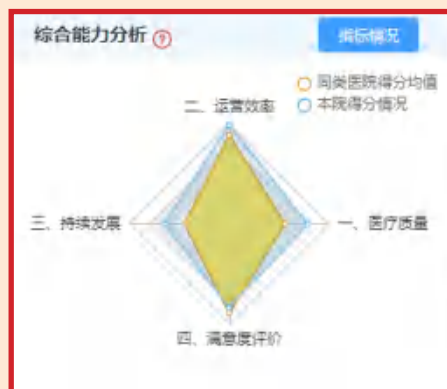 综合能力分析 ?
指标情况
同类医院得分均值
本院得分情况
二、运营效率
三、持续发展
一、医疗质量
四、满意度评价